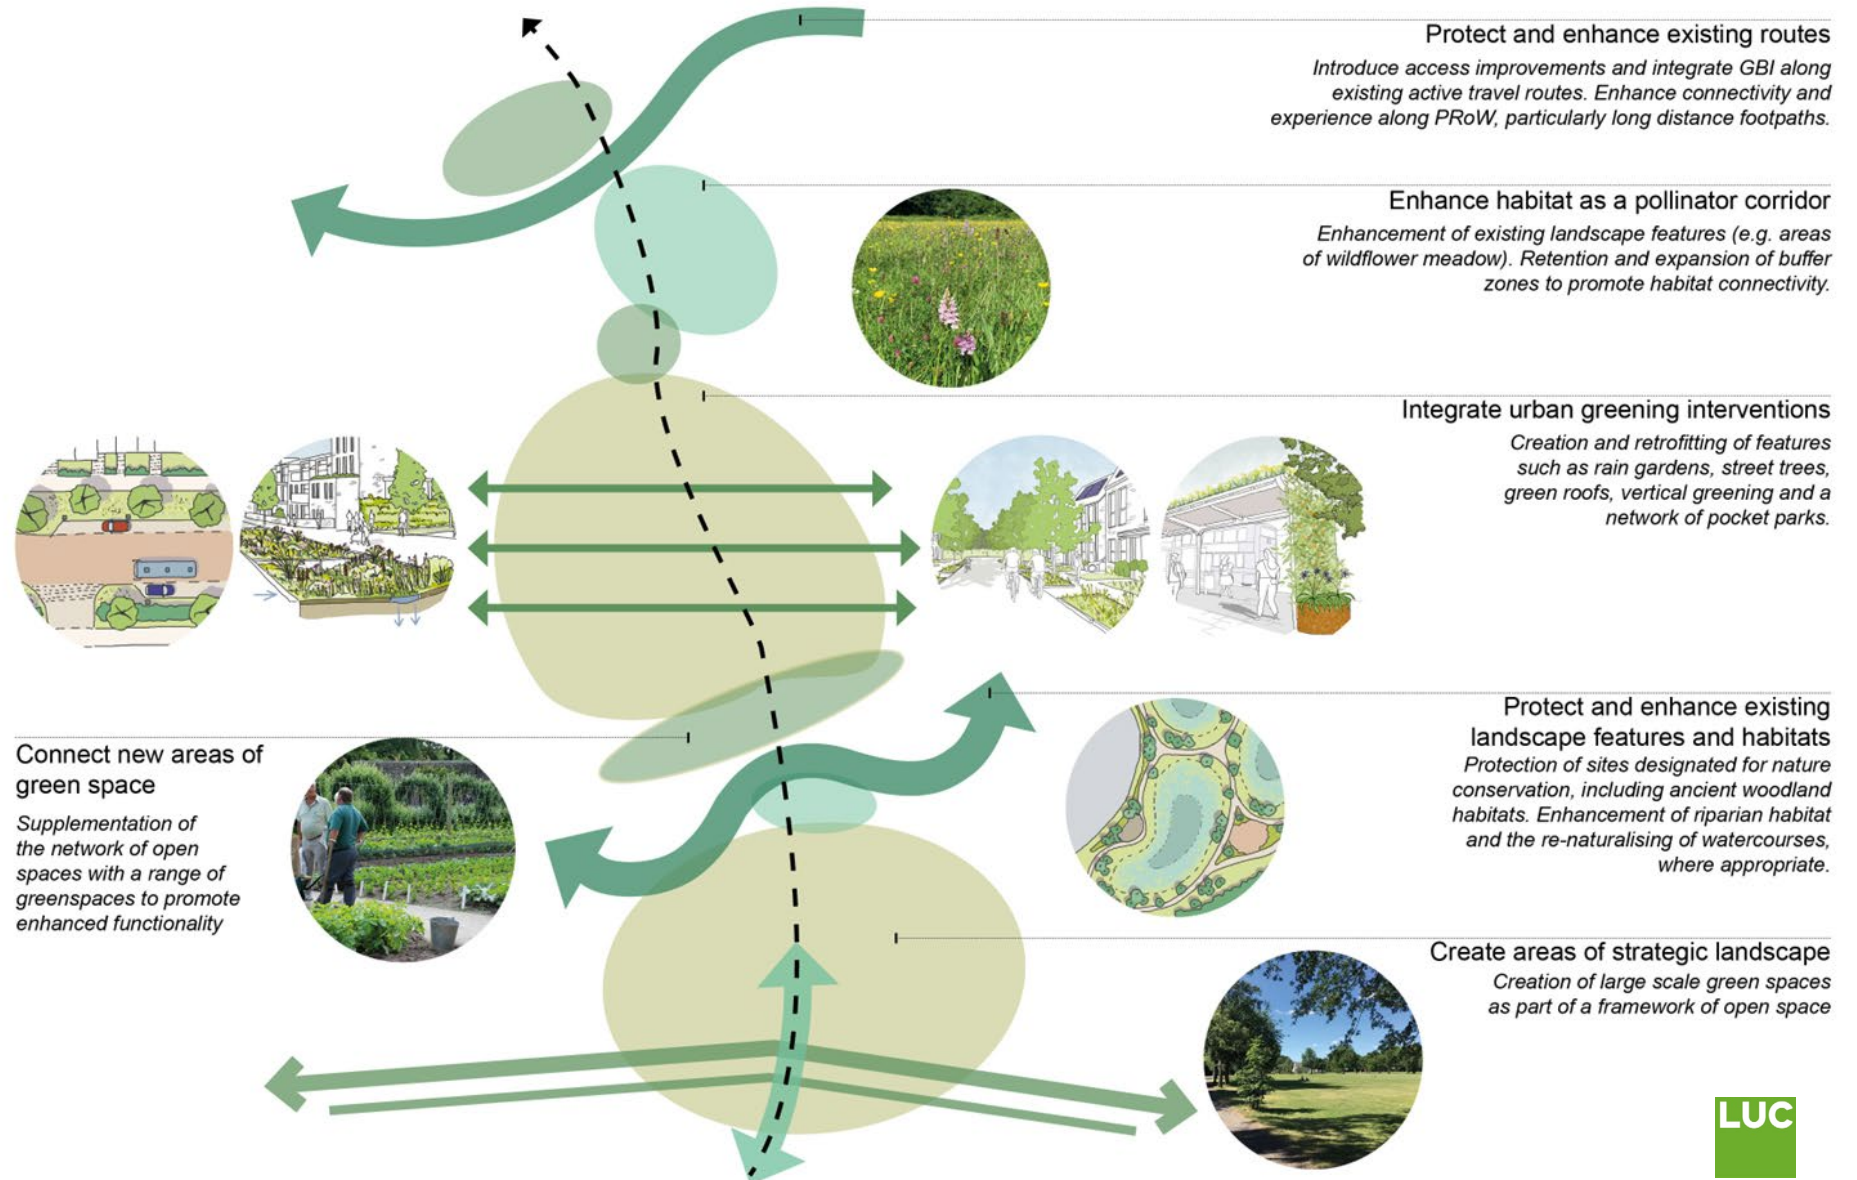 Protect and enhance existing routes
Introduce access improvements and integrate GBI along
existing active travel routes. Enhance connectivity and
experience along PRoW, particularly long distance footpaths.
Enhance habitat as a pollinator corridor
Enhancement of existing landscape features (e.g. areas
of wildflower meadow). Retention and expansion of buffer
zones to promote habitat connectivity.
Integrate urban greening interventions
Creation and retrofitting of features
such as rain gardens, street trees,
green roofs, vertical greening and a
network of pocket parks.
Protect and enhance existing
landscape features and habitats
Protection of sites designated for nature
conservation, including ancient woodland
habitats. Enhancement of riparian habitat
and the re-naturalising of watercourses,
where appropriate.
Connect new areas of
green space
Supplementation of
the network of open
spaces with a range of
greenspaces to promote
enhanced functionality
Create areas of strategic landscape
Creation of large scale green spaces
as part of a framework of open space
LUC